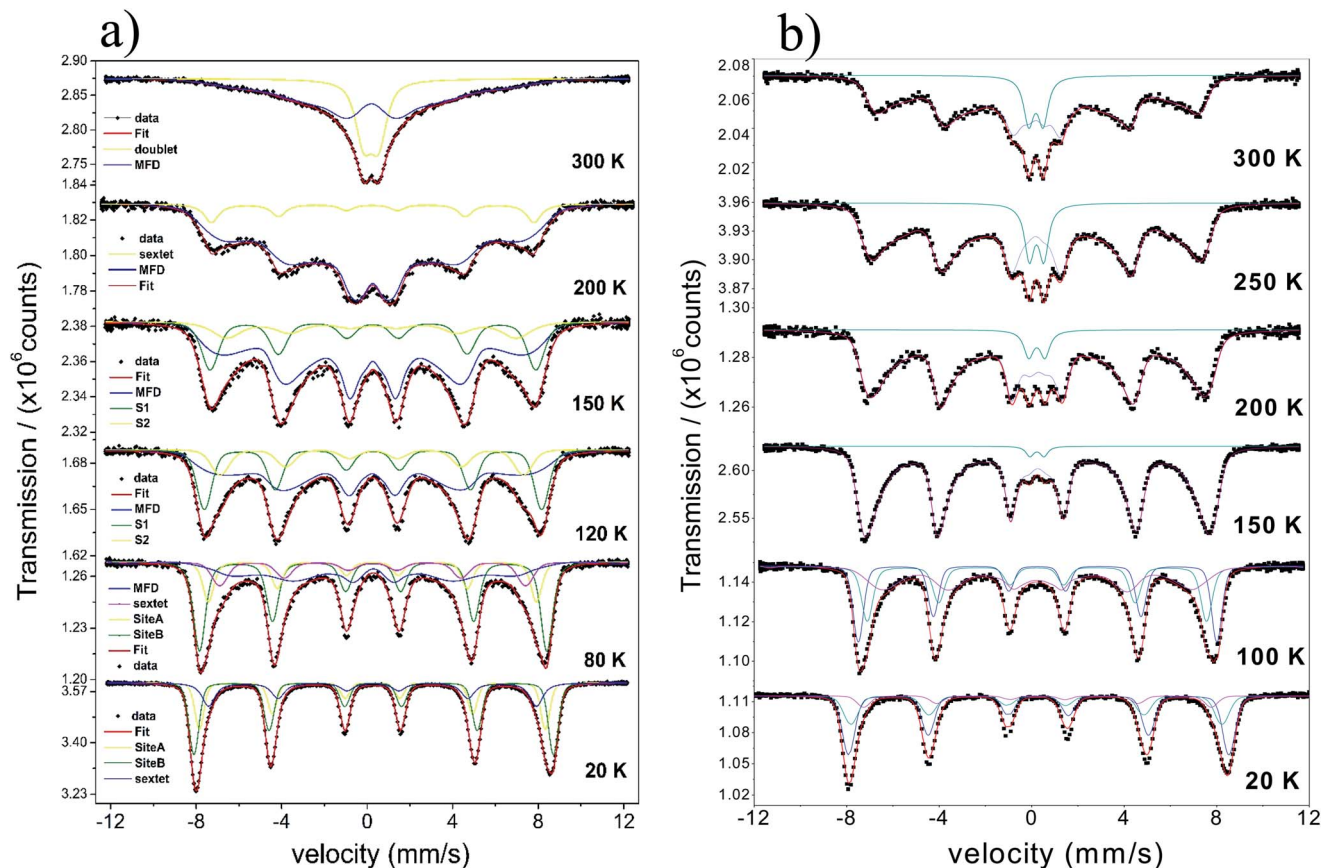 a)
2.90
2.85
2.80
2.75
1.84
1.82
1.80
1.78
2.38
2.36
2.34
2.32
1.68
1.65
1.62
1.26
1.23
1.20
3.57
3.40
3.23
data
Fit
doublet
MFD
300 K
data
sextet
MFD
Fit
200 K
data
Fit
MFD
S1
S2
150 K
data
Fit
MFD
S1
S2
120 K
MFD
sextet
SiteA
SiteB
Fit
data
80 K
data
Fit
SiteA
SiteB
sextet
20 K
Transmission / (x10⁶counts)
-12 -8 -4 0 4 8 12
velocity (mm/s)
b)
2.08
2.06
2.04
2.02
3.96
3.93
3.90
3.87
1.30
1.28
1.26
2.60
2.55
1.14
1.12
1.10
1.11
1.08
1.05
1.02
300 K
250 K
200 K
150 K
100 K
20 K
Transmission / (x10⁶counts)
-12 -8 -4 0 4 8 12
velocity (mm/s)